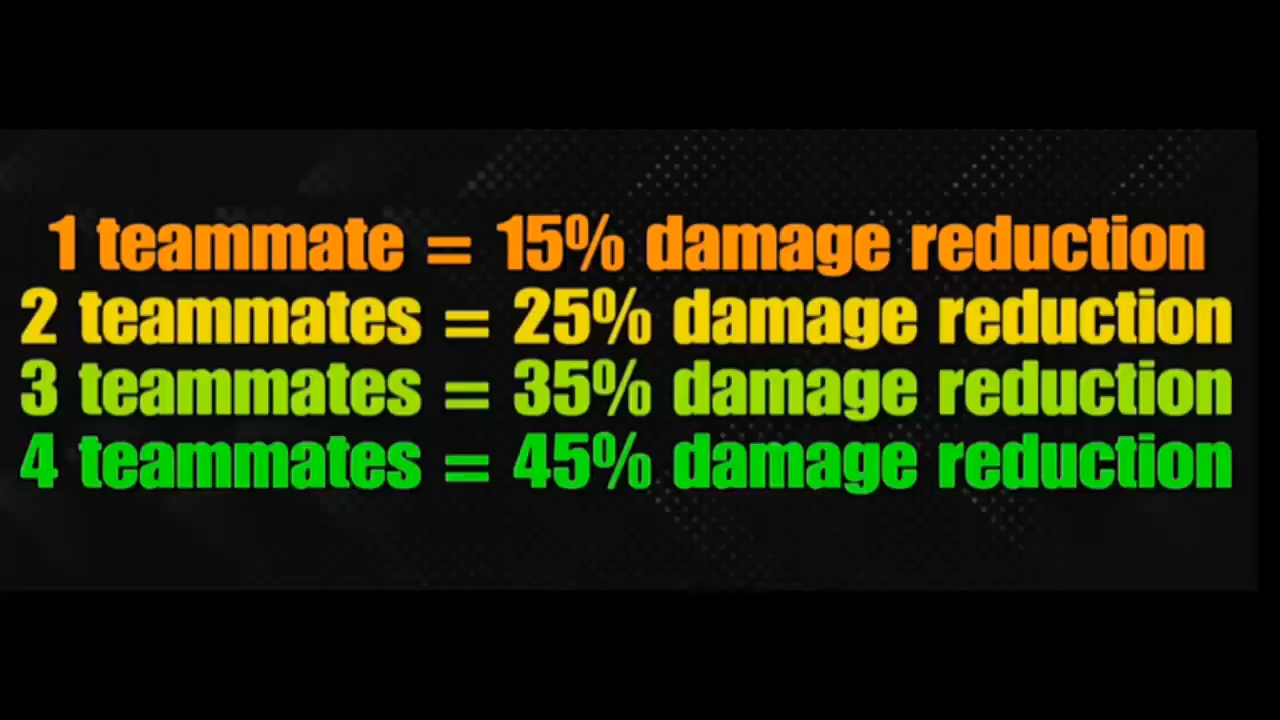 1 teammate = 15% damage reduction
2 teammates = 25% damage reduction
3 teammates = 35% damage reduction
4 teammates = 45% damage reduction